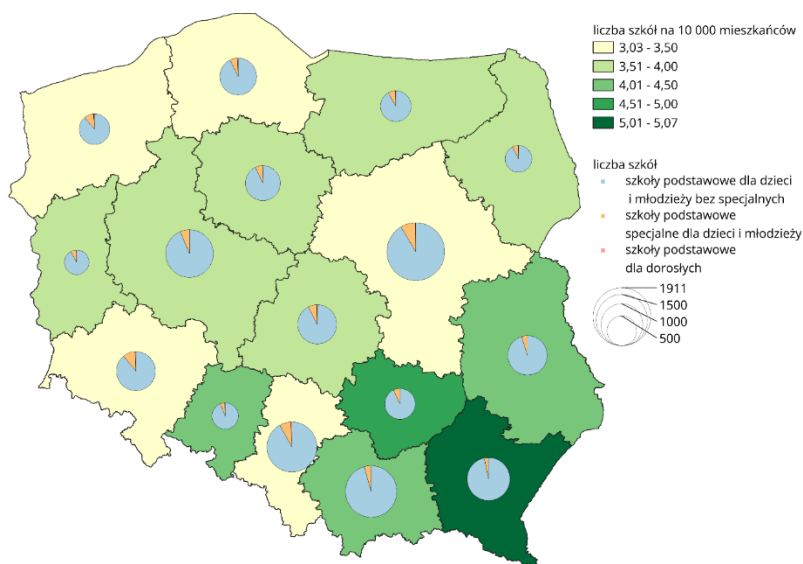 liczba szkół na 10 000 mieszkańców
3,03 - 3,50
3,51 - 4,00
4,01 - 4,50
4,51 - 5,00
5,01 - 5,07
liczba szkół
szkoły podstawowe dla dzieci
i młodzieży bez specjalnych
szkoły podstawowe
specjalne dla dzieci i młodzieży
szkoły podstawowe
dla dorosłych
1911
1500
1000
500